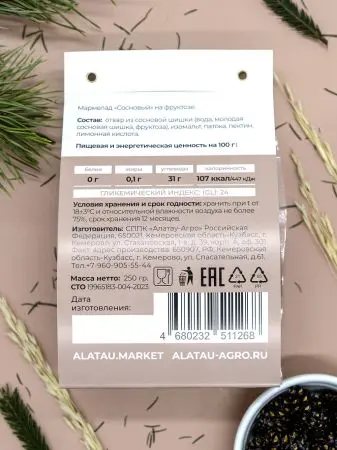 Мармелад «Сосновый» на фруктозе.
Состав: отвар из сосновой шишки (вода, молодая
сосновая шишка, фруктоза), изомальт, патока, пектин,
лимонная кислота.
Пищевая и энергетическая ценность на 100 г:
белки жиры углеводы калорийность
0 г 0,1 г 31 г 107 ккал/447 кДж
ГЛИКЕМИЧЕСКИЙ ИНДЕКС (GL): 24
Условия хранения и срок годности: хранить при t от
18±3°С и относительной влажности воздуха не более
75%, срок хранения 12 месяцев.
Изготовитель: СППК «Алатау-Агро» Российская
Федерация, 650021, Кемеровская область-Кузбасс, г.
Кемерово ул. Стахановская, 1-я, д. 39, корп. А, оф.301
Факт адрес производства: 650907, РФ, Кемеровская
область-Кузбасс, г. Кемерово, ул. Спасательная, д.61.
Тел.+7-960-905-55-44
Масса нетто: 250 гр.
СТО 19965183-004-2023
EAC
Дата
изготовления:
4 680232 511268
ALATAU.MARKET ALATAU-AGRO.RU